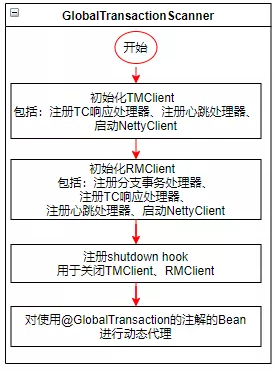 GlobalTransactionScanner
开始
初始化TMClient
包括：注册TC响应处理器、注册心跳处理器、
启动NettyClient
初始化RMClient
包括：注册分支事务处理器、
注册TC响应处理器、
注册心跳处理器、启动NettyClient
注册shutdown hook
用于关闭TMClient、RMClient
对使用@GlobalTransaction的注解的Bean
进行动态代理